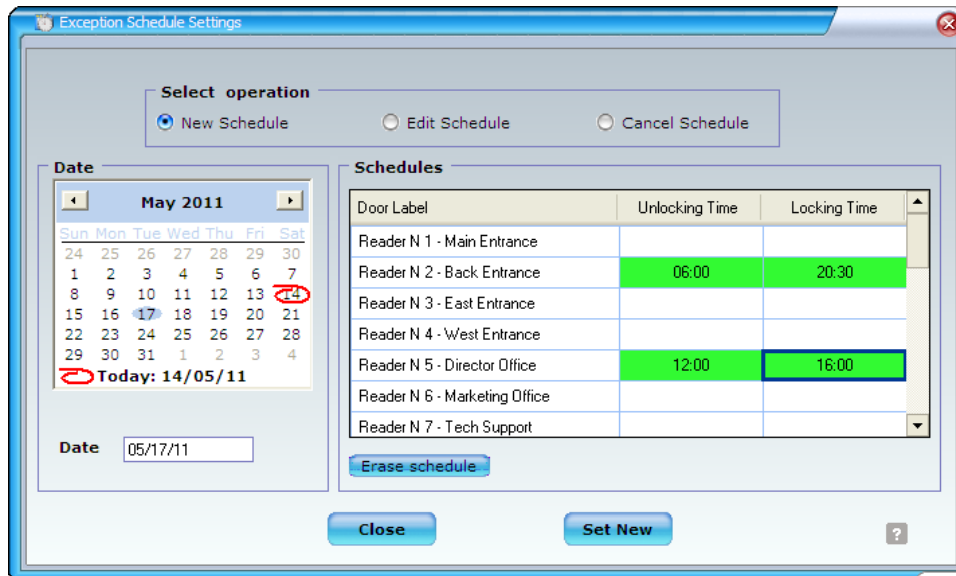 Exception Schedule Settings
Select operation
New Schedule Edit Schedule Cancel Schedule
Date
May 2011
Sun Mon Tue Wed Thu Fri Sat
24 25 26 27 28 29 30
1 2 3 4 5 6 7
8 9 10 11 12 13 14
15 16 17 18 19 20 21
22 23 24 25 26 27 28
29 30 31 1 2 3 4
Today: 14/05/11
Date 05/17/11
Schedules
Door Label Unlocking Time Locking Time
Reader N 1 - Main Entrance
Reader N 2 - Back Entrance 06:00 20:30
Reader N 3 - East Entrance
Reader N 4 - West Entrance
Reader N 5 - Director Office 12:00 16:00
Reader N 6 - Marketing Office
Reader N 7 - Tech Support
Erase schedule
Close Set New ?